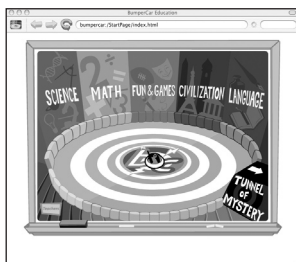 BumperCar Education
bumpercar:/StartPage/index.html
SCIENCE MATH FUN & GAMES CIVILIZATION LANGUAGE
TUNNEL
OF
MYSTERY